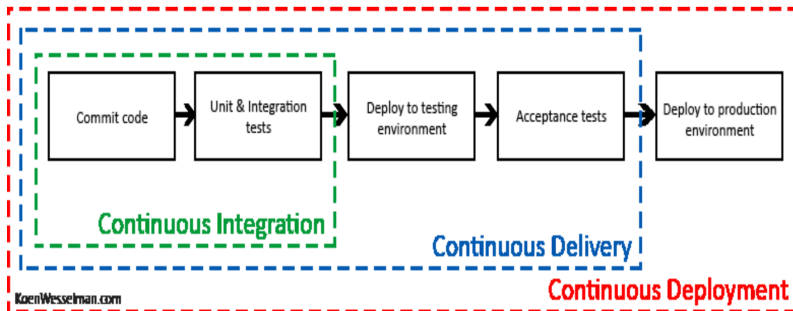 Commit code
Unit & Integration
tests
Deploy to testing
environment
Acceptance tests
Deploy to production
environment
Continuous Integration
Continuous Delivery
Continuous Deployment
KoenWesselman.com